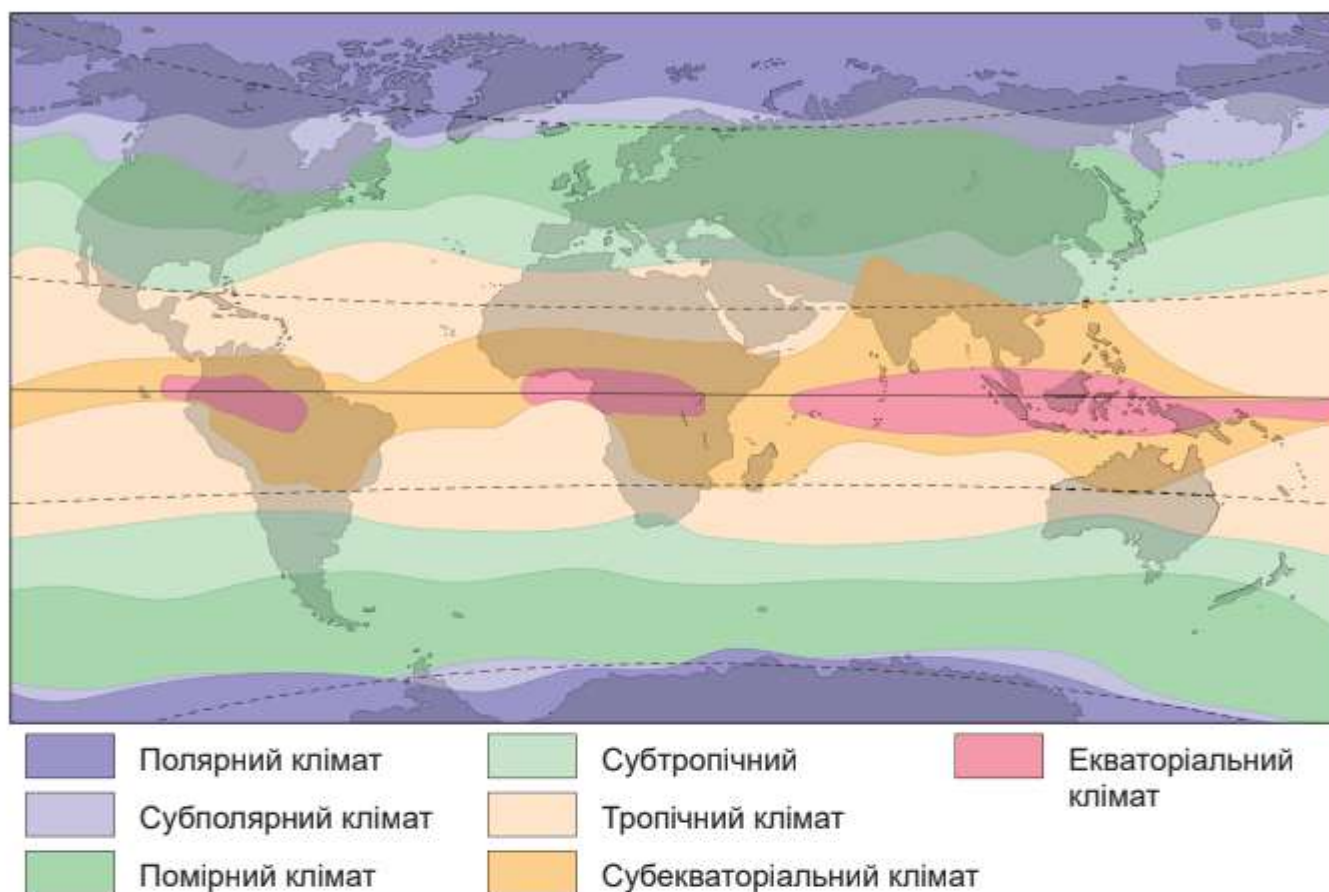 Полярний клімат
Субполярний клімат
Помірний клімат
Субтропічний
Тропічний клімат
Субекваторіальний клімат
Екваторіальний
клімат